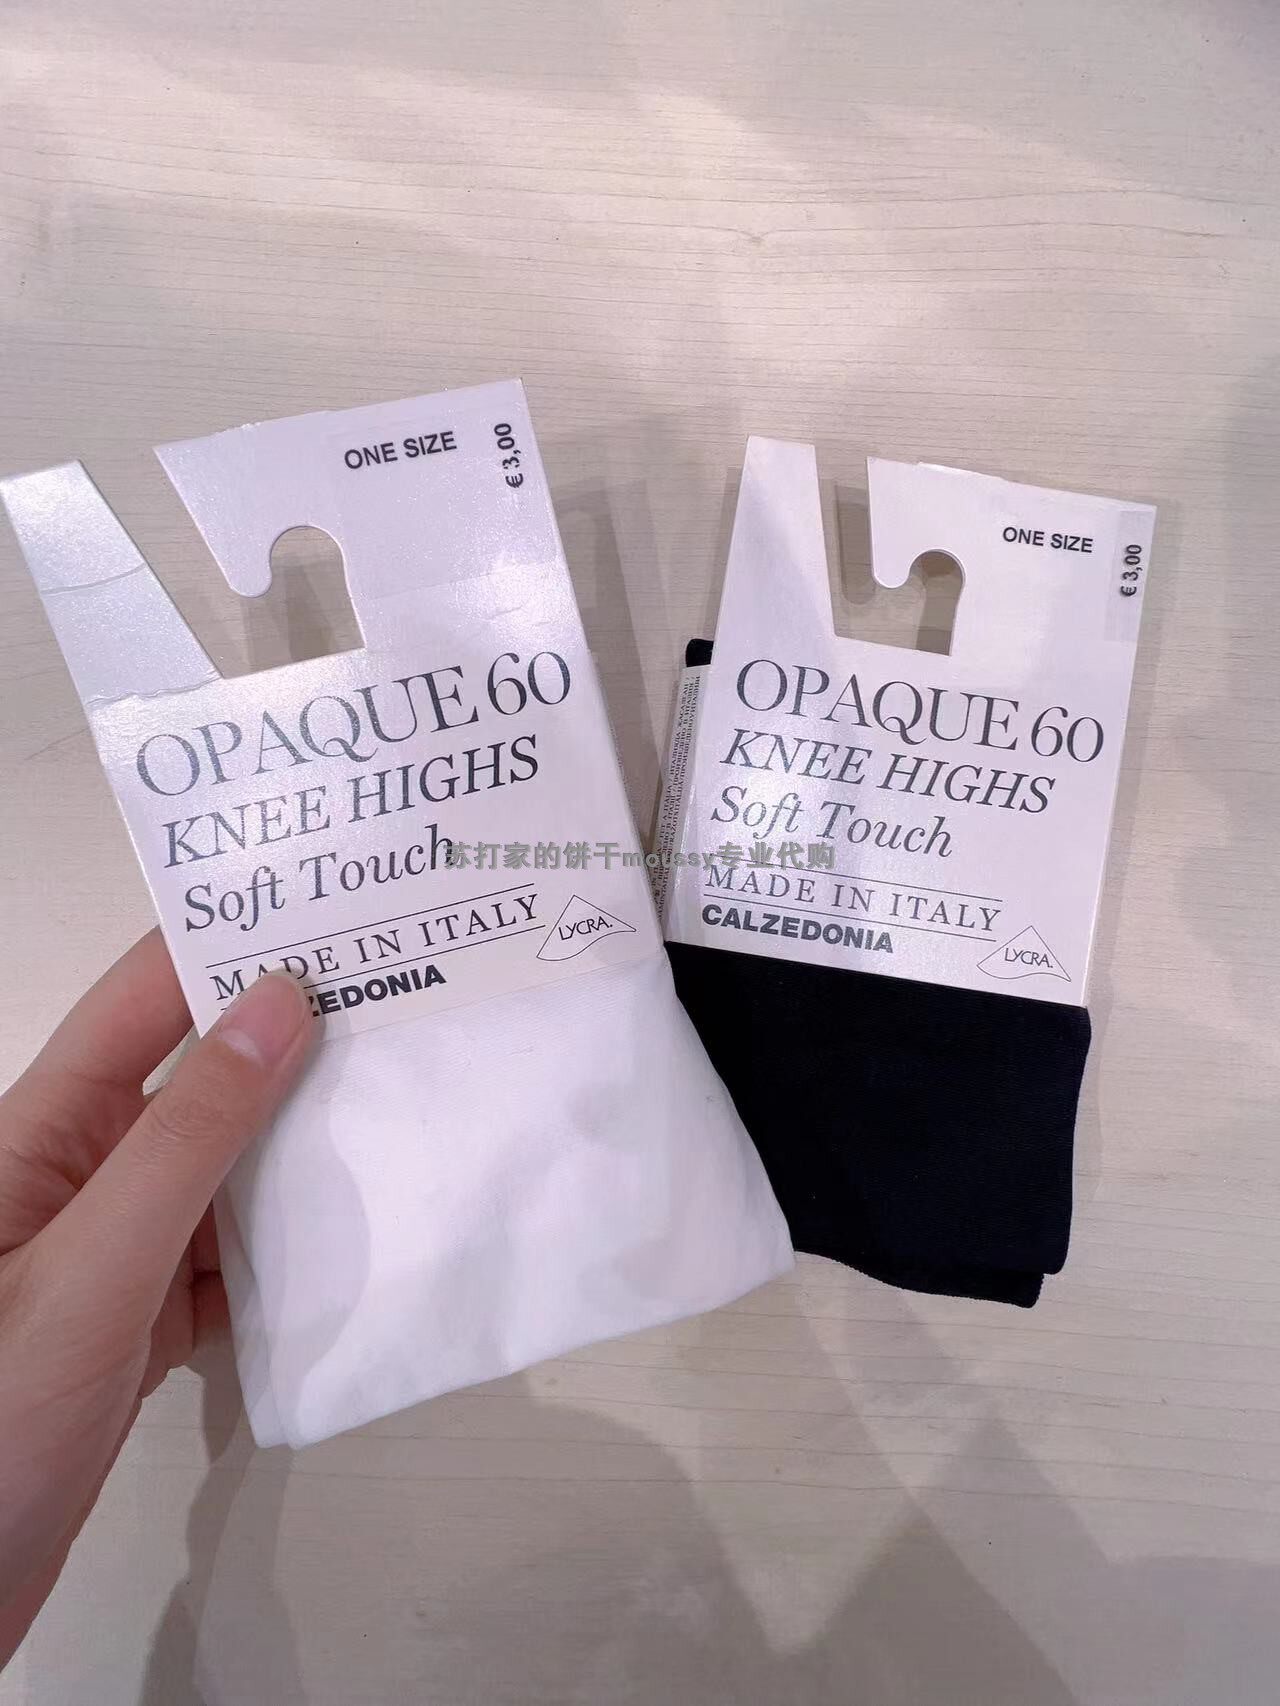 ONE SIZE
€ 3,00
OPAQUE 60
KNEE HIGHS
Soft Touch
MADE IN ITALY
LYCRA.
ZEDONIA
ONE SIZE
€ 3,00
OPAQUE 60
KNEE HIGHS
Soft Touch
MADE IN ITALY
CALZEDONIA
LYCRA.
苏打家的饼干moussy专业代购